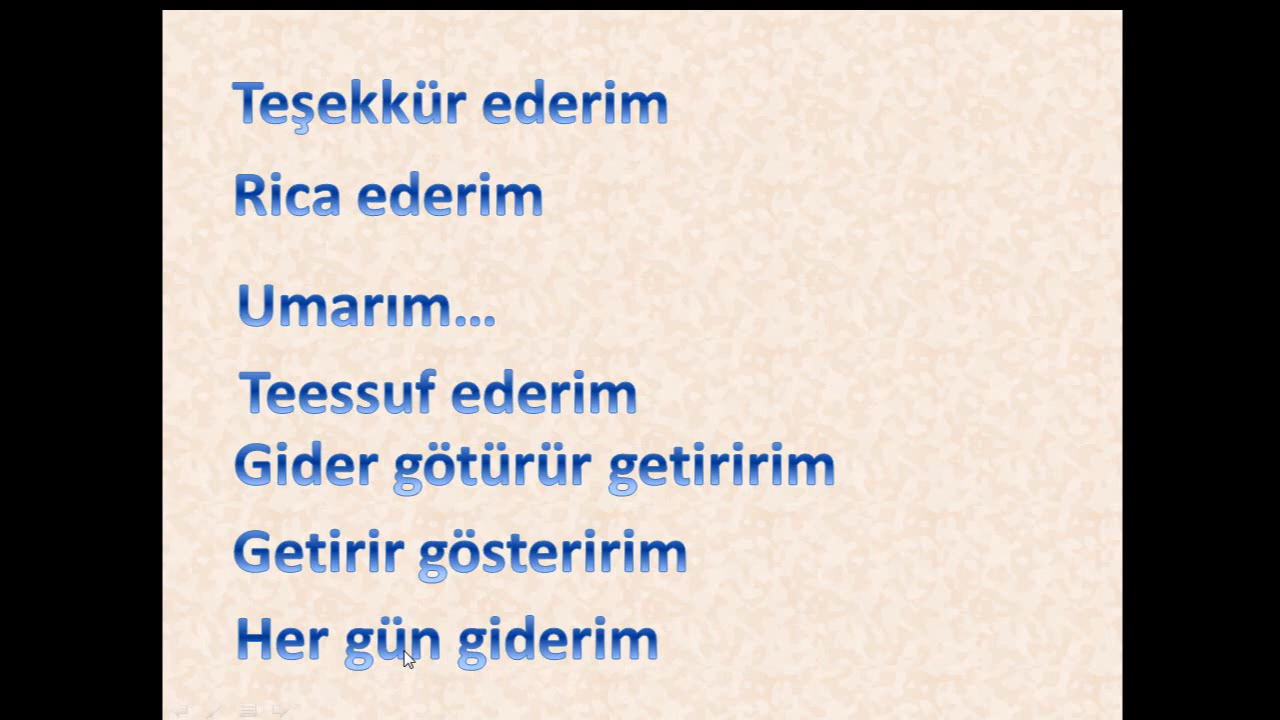 Teşekkür ederim
Rica ederim
Umarım...
Teessuf ederim
Gider götürür getiririm
Getirir gösteririm
Her gün giderim